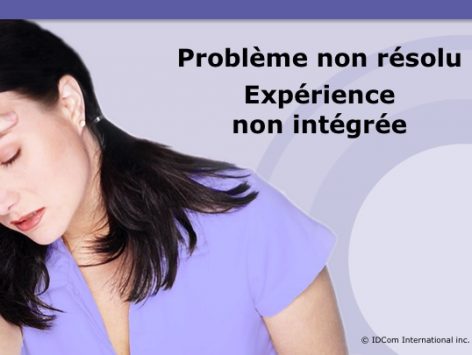 Problème non résolu
Expérience
non intégrée
© IDCom International inc.